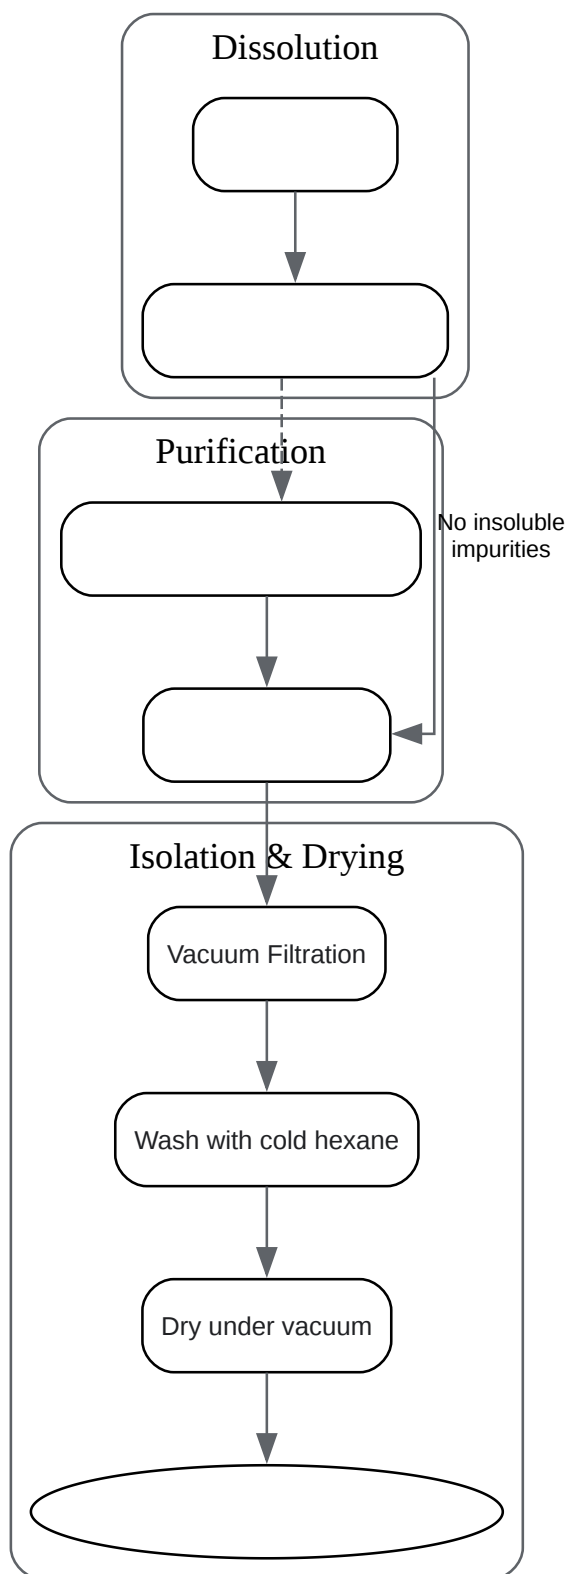 Dissolution
Purification
No insoluble
impurities
Isolation & Drying
Vacuum Filtration
Wash with cold hexane
Dry under vacuum